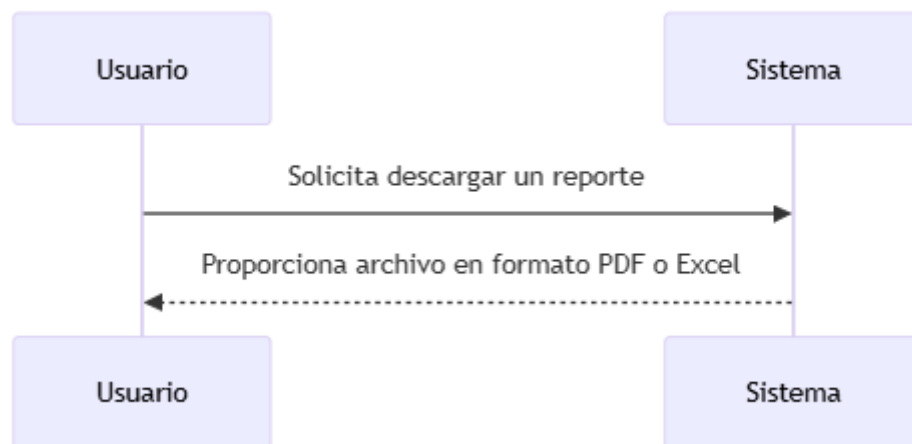 Usuario
Sistema
Solicita descargar un reporte
Proporciona archivo en formato PDF o Excel
Usuario
Sistema